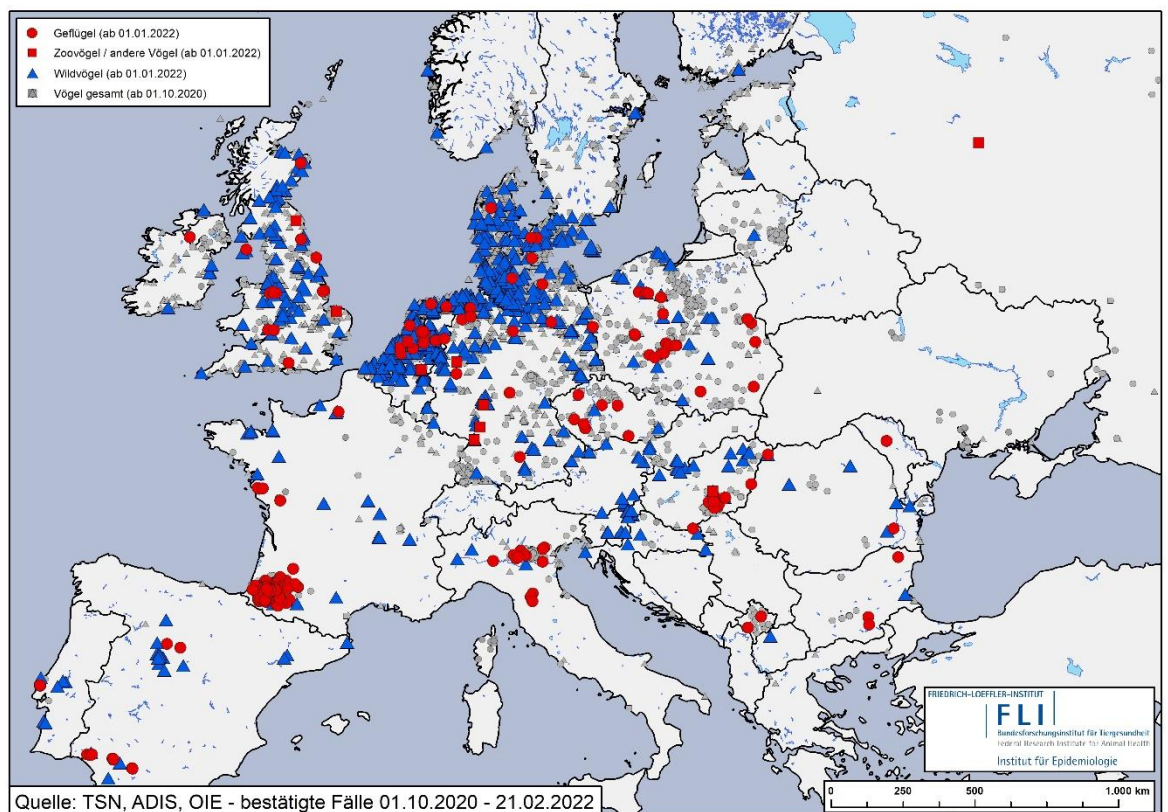 Geflügel (ab 01.01.2022)
Zoovögel / andere Vögel (ab 01.01.2022)
Wildvögel (ab 01.01.2022)
Vögel gesamt (ab 01.10.2020)
FRIEDRICH-LOEFFLER-INSTITUT
FLI
Bundesforschungsinstitut für Tiergesundheit
Federal Research Institute for Animal Health
Institut für Epidemiologie
0 250 500 1.000 km
Quelle: TSN, ADIS, OIE - bestätigte Fälle 01.10.2020 - 21.02.2022